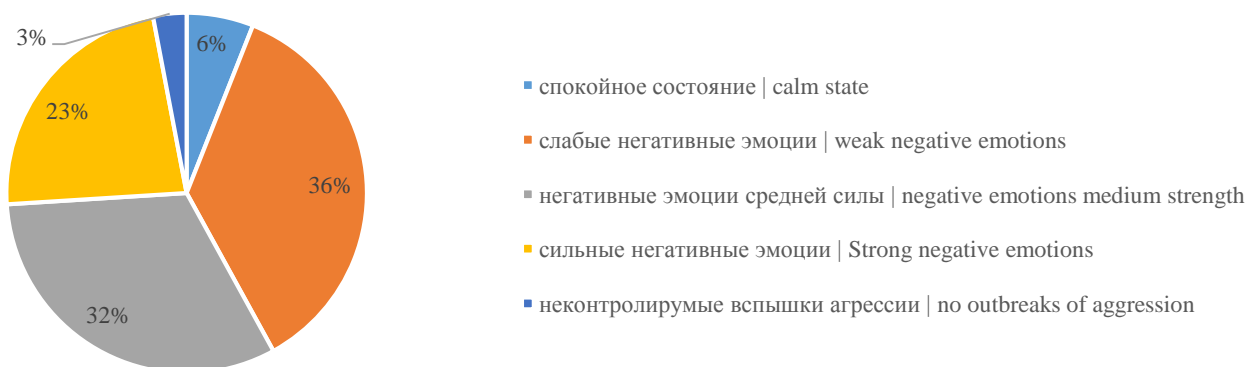 3%
6%
23%
36%
32%
спокойное состояние | calm state
слабые негативные эмоции | weak negative emotions
негативные эмоции средней силы | negative emotions medium strength
сильные негативные эмоции | Strong negative emotions
неконтролирумые вспышки агрессии | no outbreaks of aggression